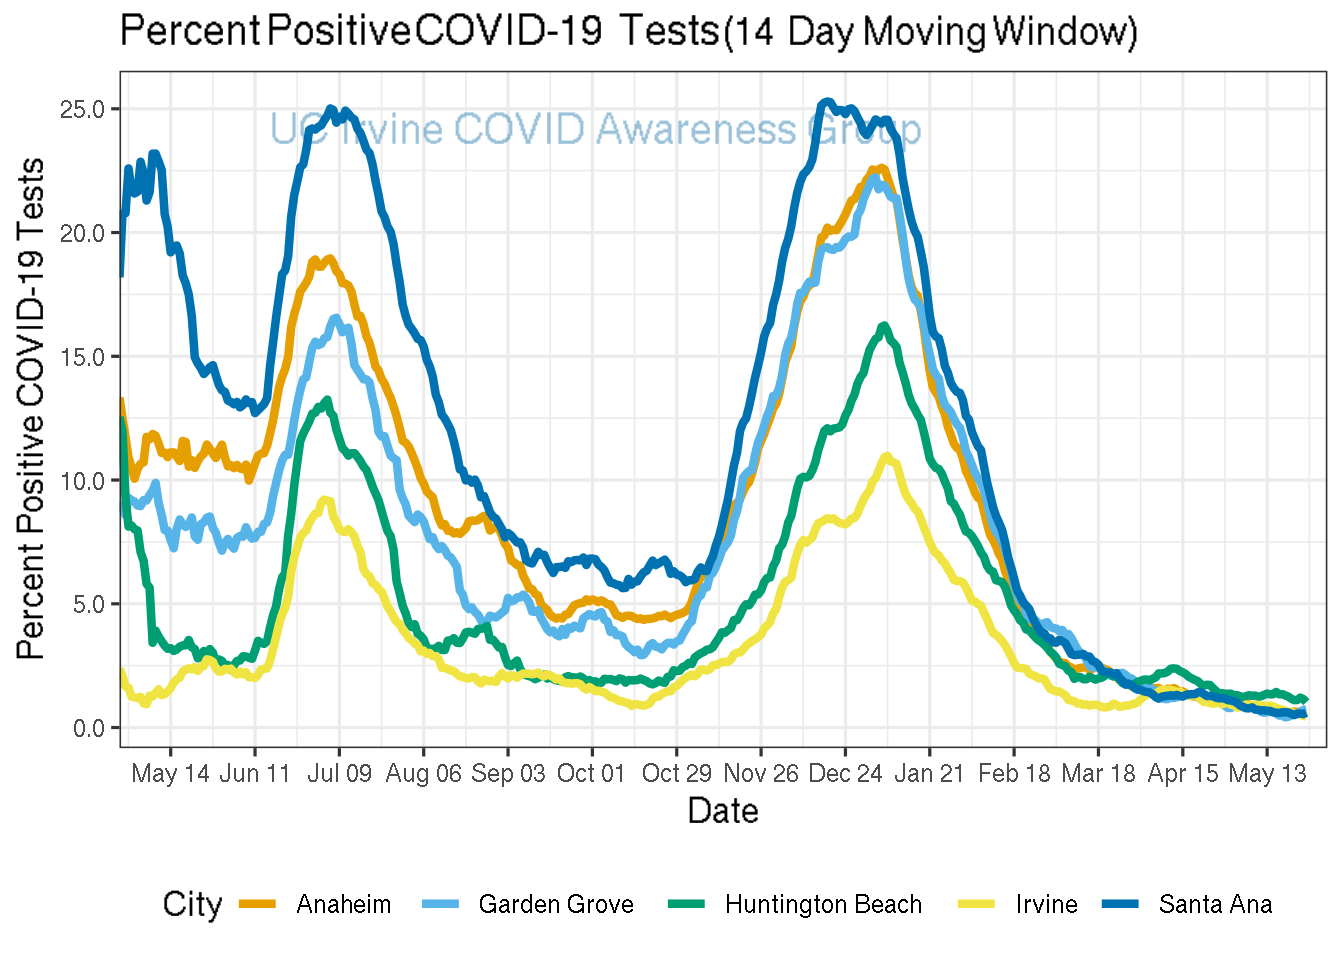 Percent Positive COVID-19 Tests (14 Day Moving Window)
UC Irvine COVID Awareness Group
Percent Positive COVID-19 Tests
25.0
20.0
15.0
10.0
5.0
0.0
May 14 Jun 11 Jul 09 Aug 06 Sep 03 Oct 01 Oct 29 Nov 26 Dec 24 Jan 21 Feb 18 Mar 18 Apr 15 May 13
Date
City Anaheim Garden Grove Huntington Beach Irvine Santa Ana